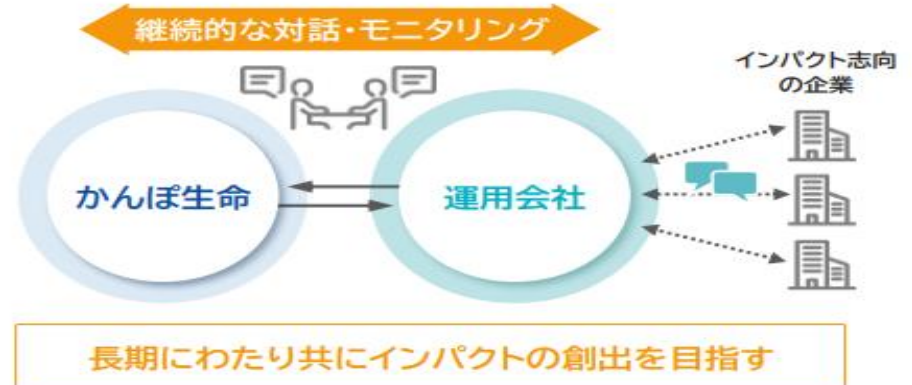 継続的な対話・モニタリング
インパクト志向
の企業
かんぽ生命
運用会社
長期にわたり共にインパクトの創出を目指す